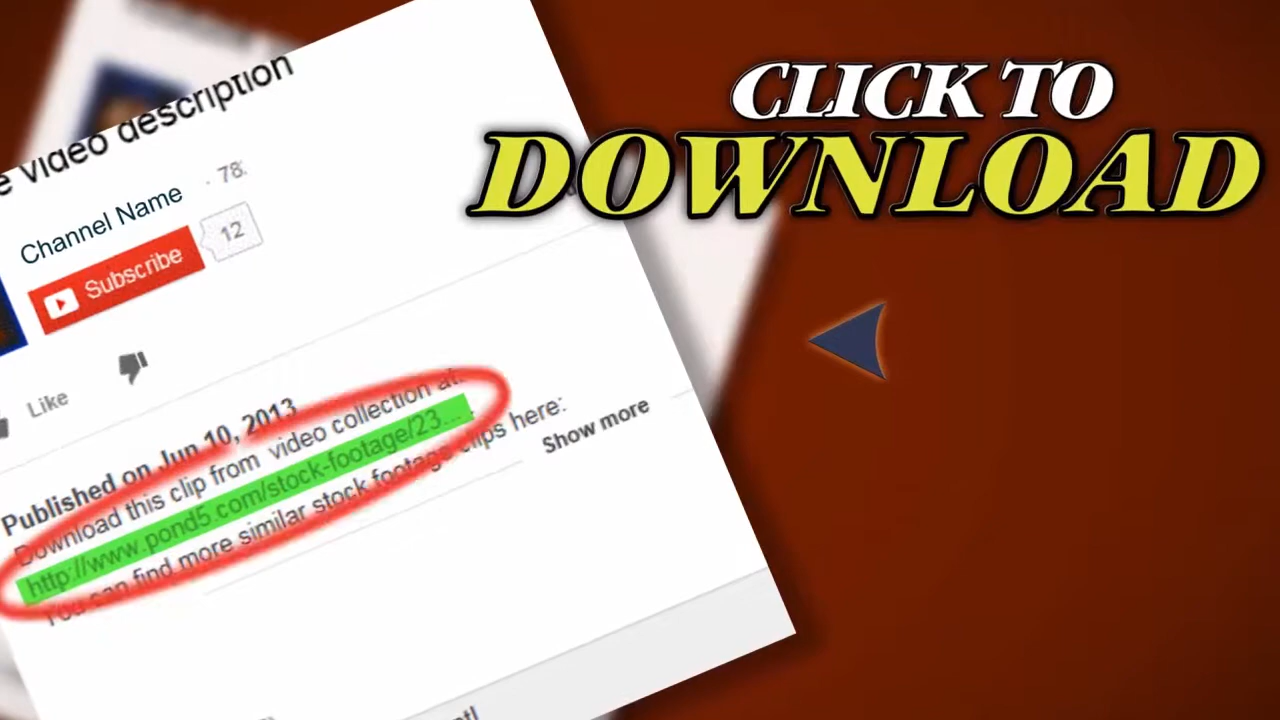 CLICK TO
DOWNLOAD
video description
Channel Name
Subscribe
12
Like
Published on Jun 10, 2013
Download this clip from video collection at:
http://www.pond5.com/stock-footage/23...
You can find more similar stock footage clips here:
Show more